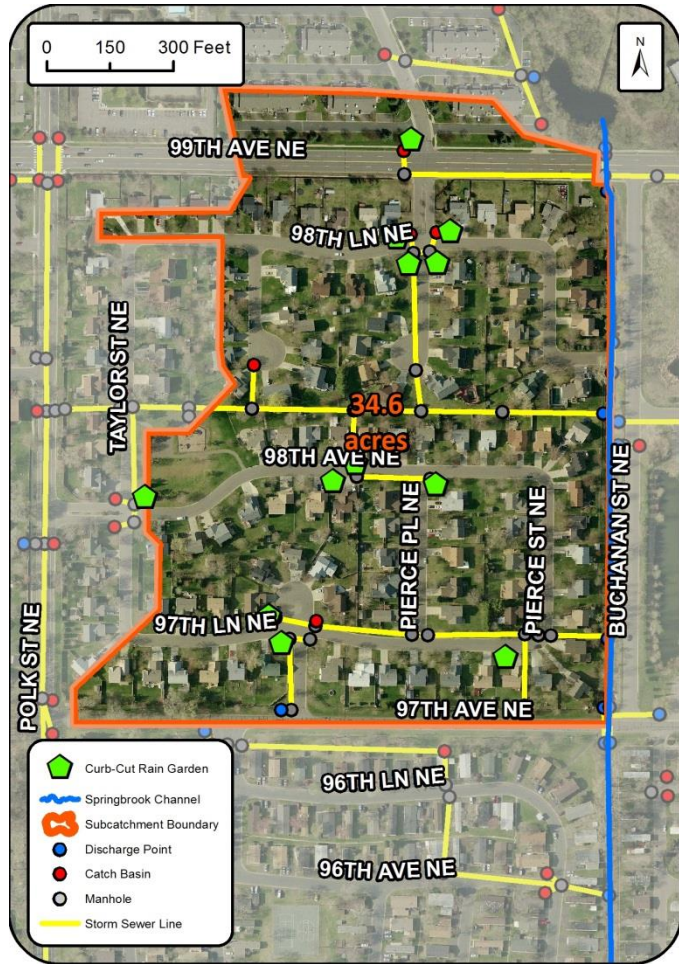 0 150 300 Feet
N
99TH AVE NE
98TH LN NE
TAYLOR ST NE
34.6
acres
98TH AVE NE
PIERCE PL NE
PIERCE ST NE
BUCHANAN ST NE
POLK ST NE
97TH LN NE
97TH AVE NE
96TH LN NE
96TH AVE NE
Curb-Cut Rain Garden
Springbrook Channel
Subcatchment Boundary
Discharge Point
Catch Basin
Manhole
Storm Sewer Line